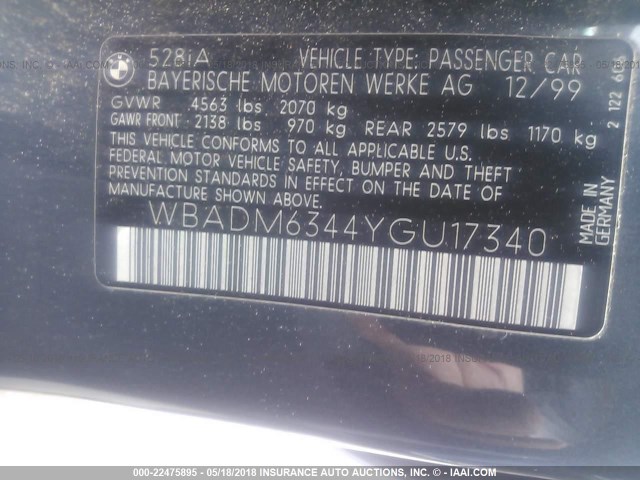 BMW
528iA VEHICLE TYPE: PASSENGER CAR
BAYERISCHE MOTOREN WERKE AG 12/99
GVWR 4563 lbs 2070 kg
GAWR FRONT: 2138 lbs 970 kg REAR 2579 lbs 1170 kg
THIS VEHICLE CONFORMS TO ALL APPLICABLE U.S.
FEDERAL MOTOR VEHICLE SAFETY, BUMPER AND THEFT
PREVENTION STANDARDS IN EFFECT ON THE DATE OF
MANUFACTURE SHOWN ABOVE.
WBADM6344YGU17340
MADE IN
GERMANY
2 122
000-22475895 - 05/18/2018 INSURANCE AUTO AUCTIONS, INC. - IAAI.COM